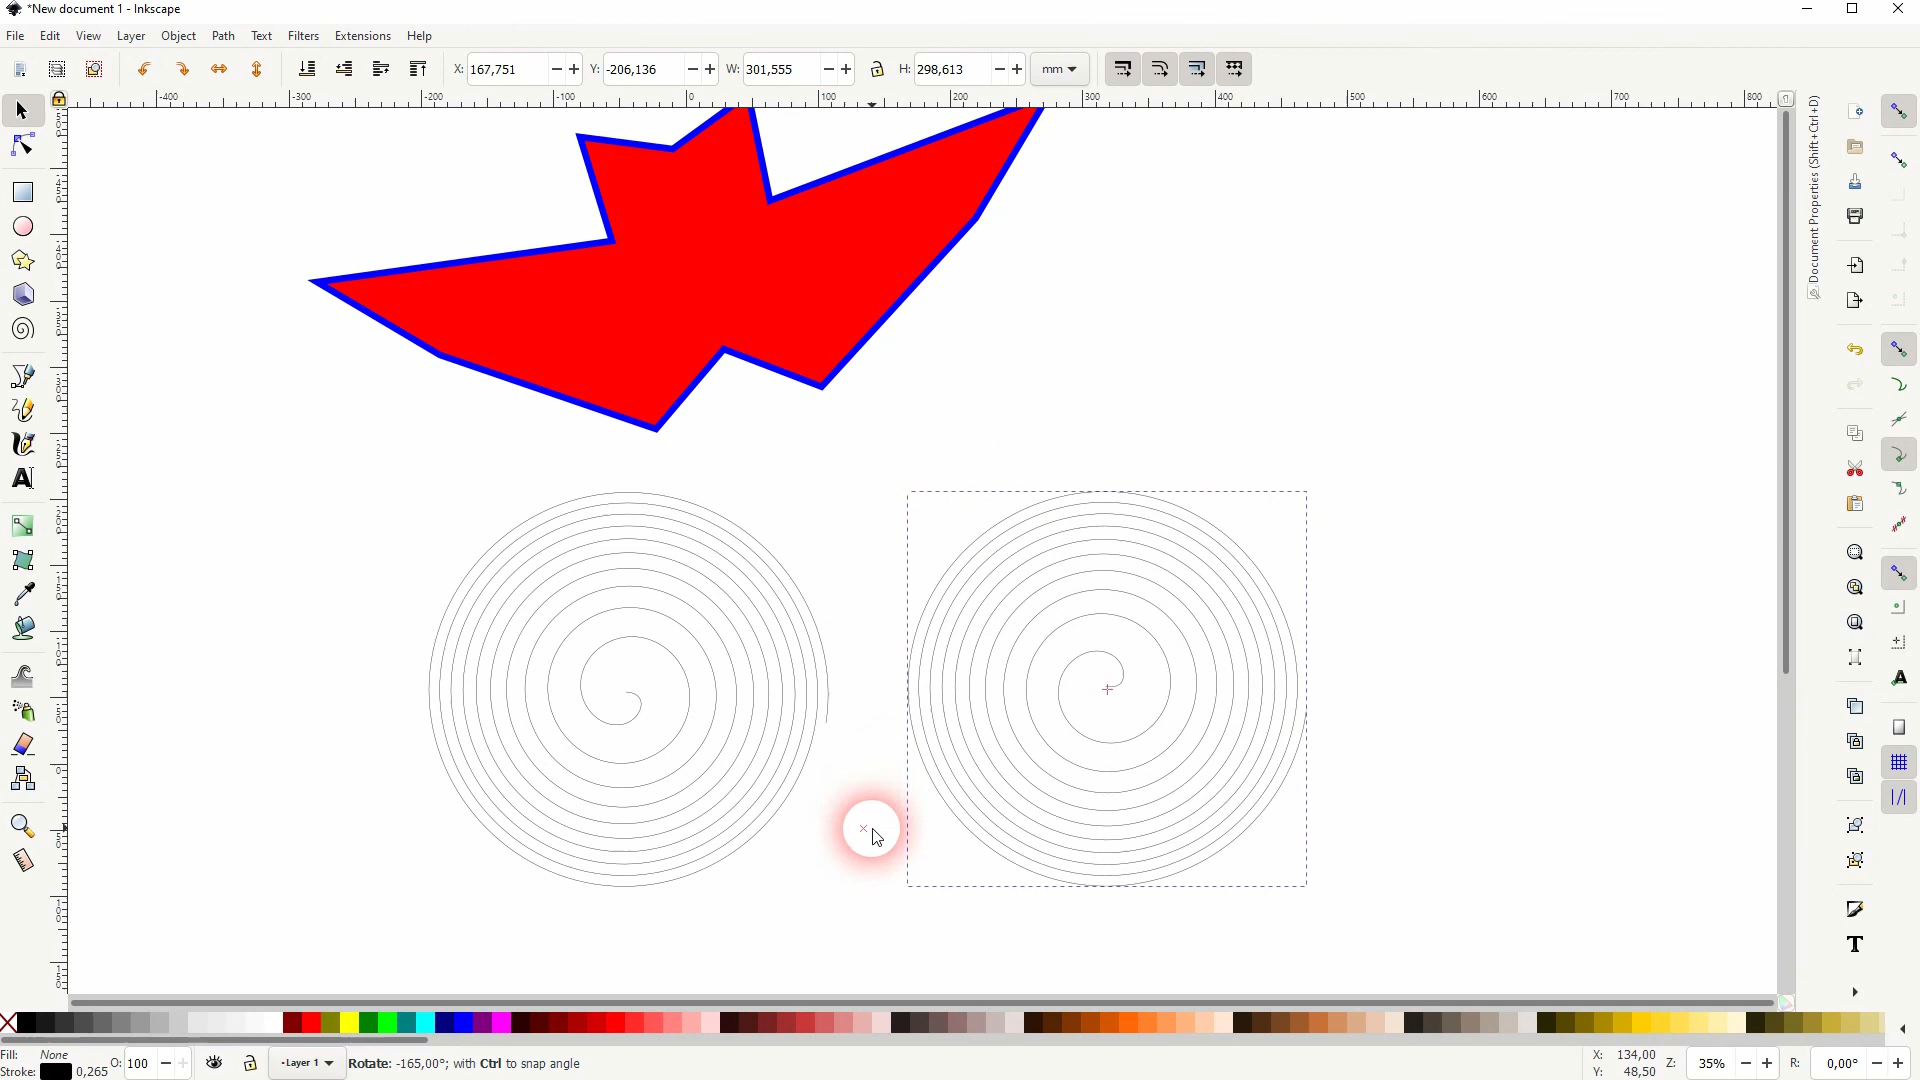 *New document 1 - Inkscape
File Edit View Layer Object Path Text Filters Extensions Help
X: 167,751 Y: -206,136 W: 301,555 H: 298,613 mm
-400 -300 -200 -100 0 100 200 300 400 500 600 700 800
Document Properties (Shift+Ctrl+D)
Fill: None O: 100 Layer 1 Rotate: -165,00°; with Ctrl to snap angle X: 134,00 Z: 35% R: 0,00°
Stroke: 0,265 Y: 48,50